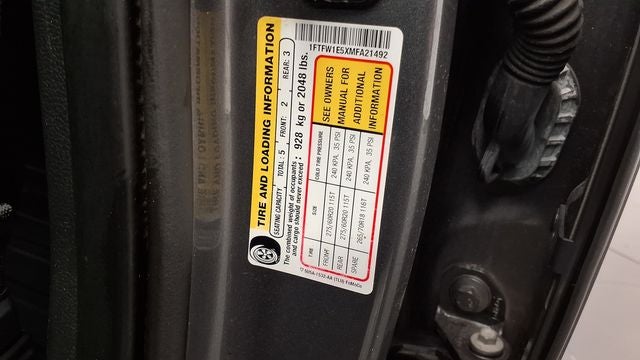 TIRE AND LOADING INFORMATION
SEATING CAPACITY TOTAL: 5 FRONT: 2 REAR: 3
The combined weight of occupants
and cargo should never exceed: 928 kg or 2048 lbs.
TIRE SIZE COLD TIRE PRESSURE
FRONT 275/60R20 115T 240 KPA, 35 PSI
REAR 275/60R20 115T 240 KPA, 35 PSI
SPARE 265/70R18 116T 240 KPA, 35 PSI
SEE OWNERS
MANUAL FOR
ADDITIONAL
INFORMATION
1FTFW1E5XMFA21492